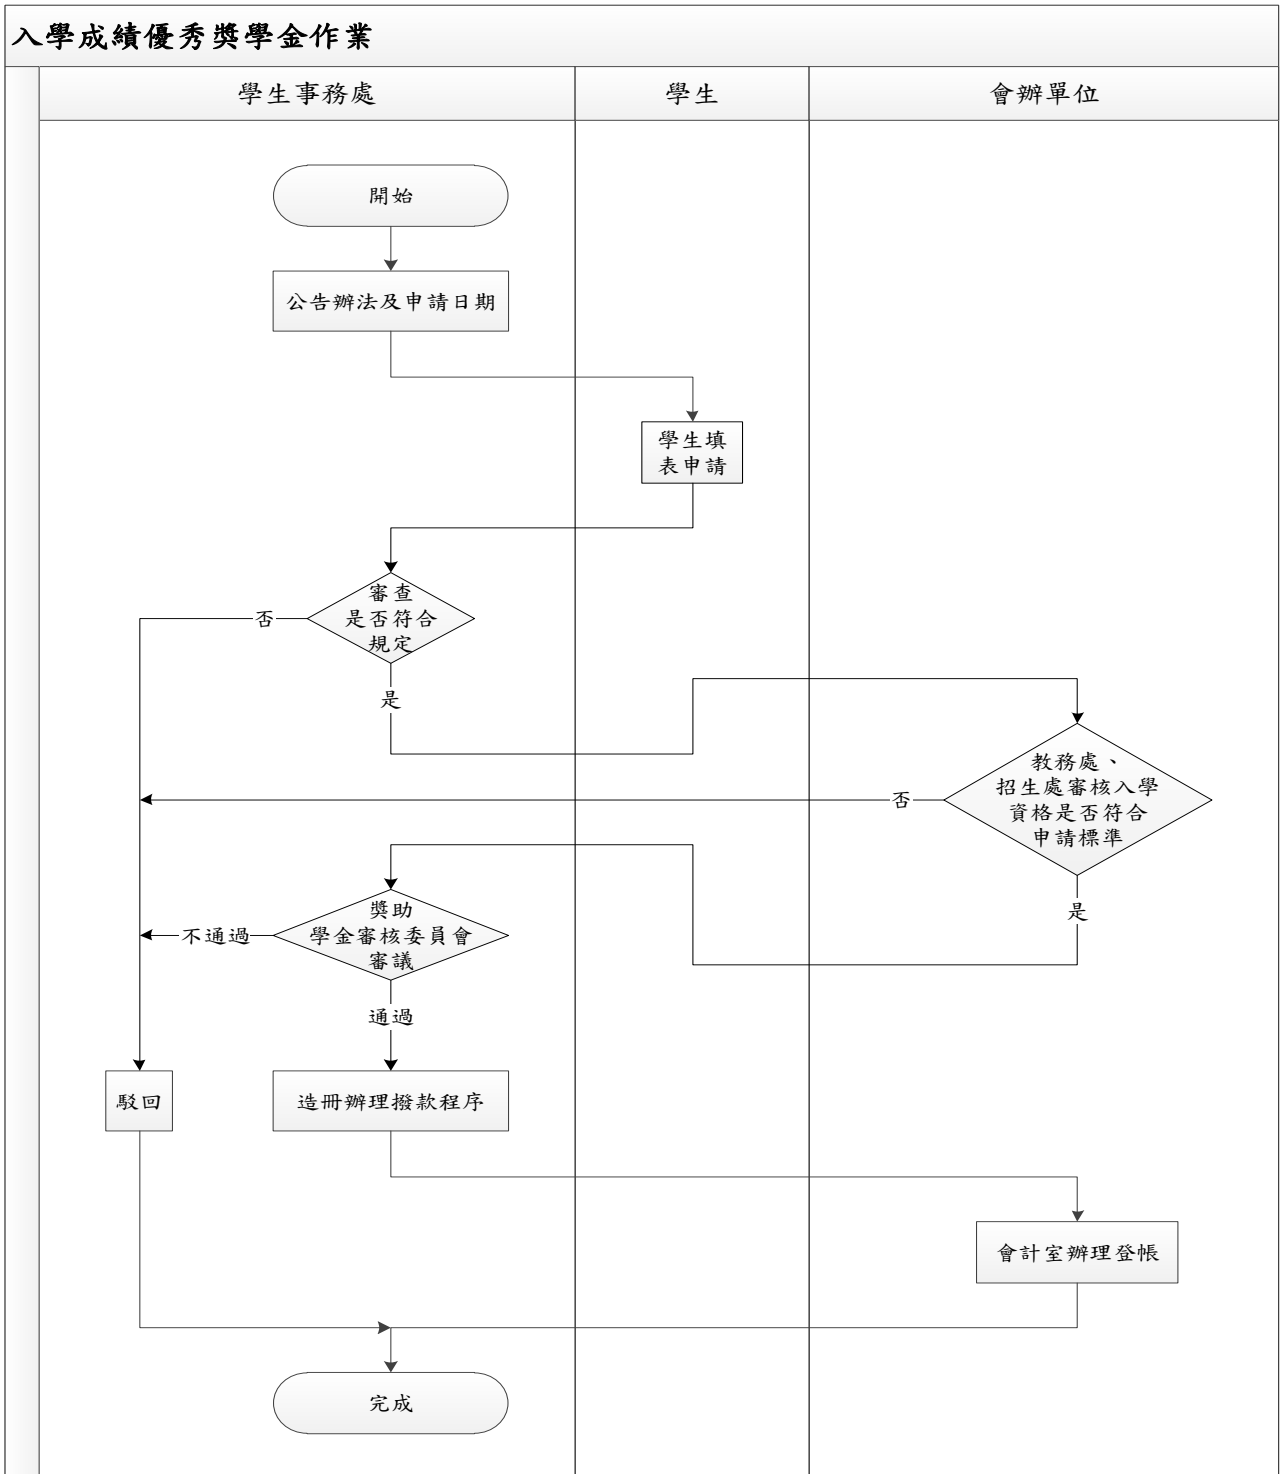 入學成績優秀獎學金作業
學生事務處
學生
會辦單位
開始
公告辦法及申請日期
學生填
表申請
審查
是否符合
規定
否
是
教務處、
招生處審核入學
資格是否符合
申請標準
否
是
獎助
學金審核委員會
審議
不通過
通過
駁回
造冊辦理撥款程序
會計室辦理登帳
完成